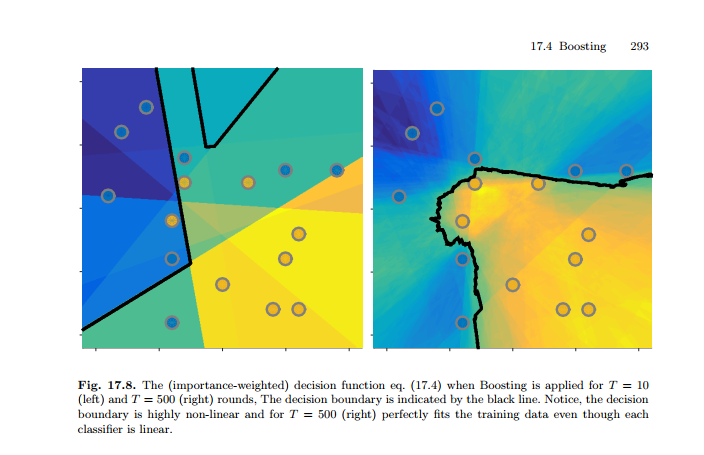 17.4 Boosting 293
Fig. 17.8. The (importance-weighted) decision function eq. (17.4) when Boosting is applied for T = 10
(left) and T = 500 (right) rounds, The decision boundary is indicated by the black line. Notice, the decision
boundary is highly non-linear and for T = 500 (right) perfectly fits the training data even though each
classifier is linear.